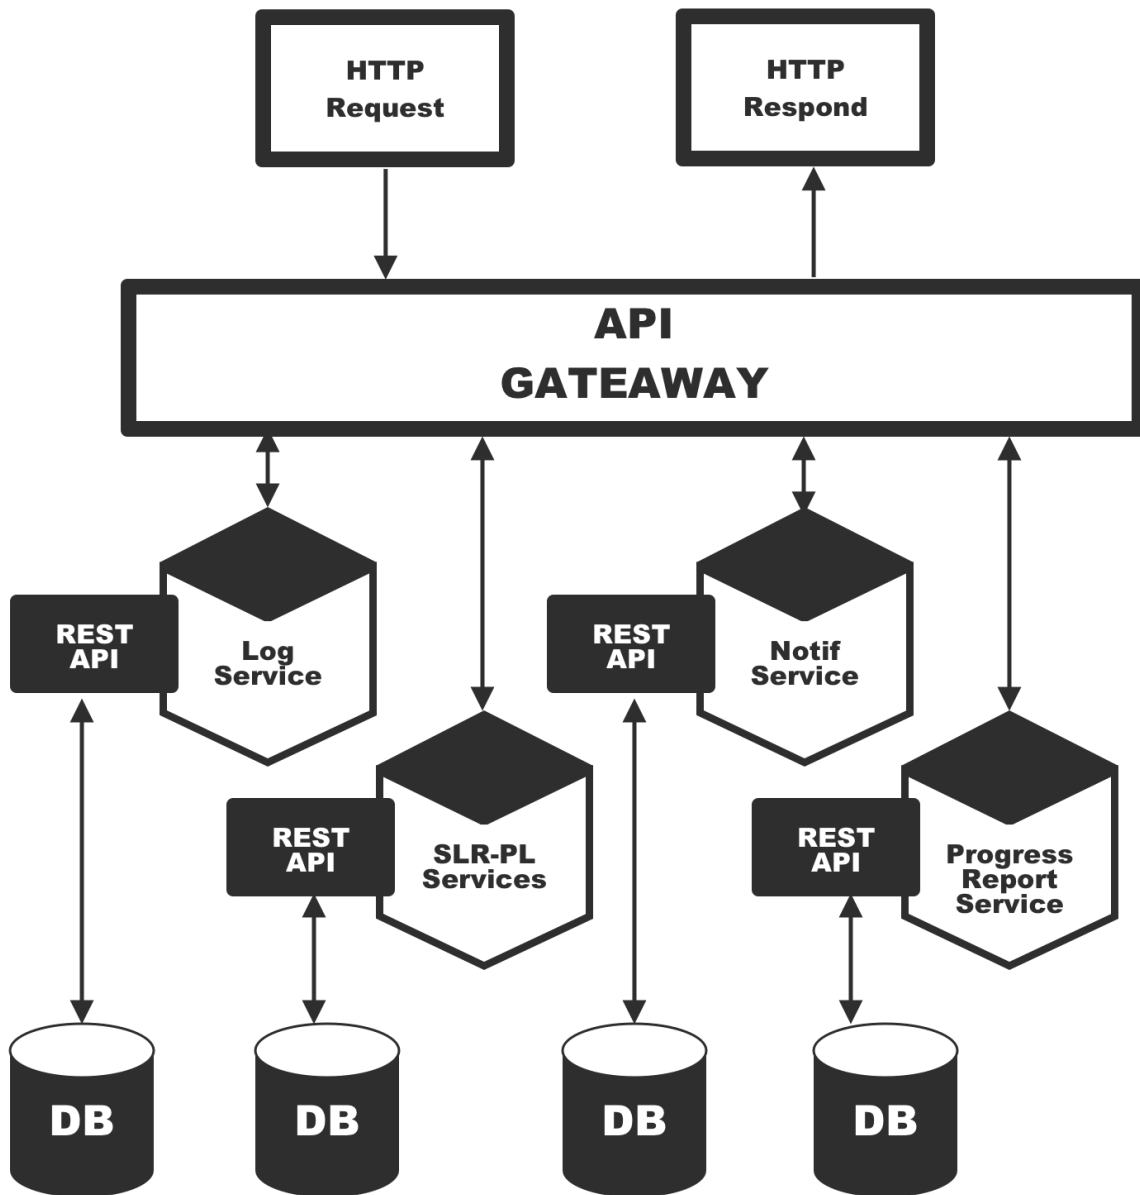 HTTP
Request
HTTP
Respond
API
GATEAWAY
REST
API
Log
Service
REST
API
Notif
Service
REST
API
SLR-PL
Services
REST
API
Progress
Report
Service
DB
DB
DB
DB